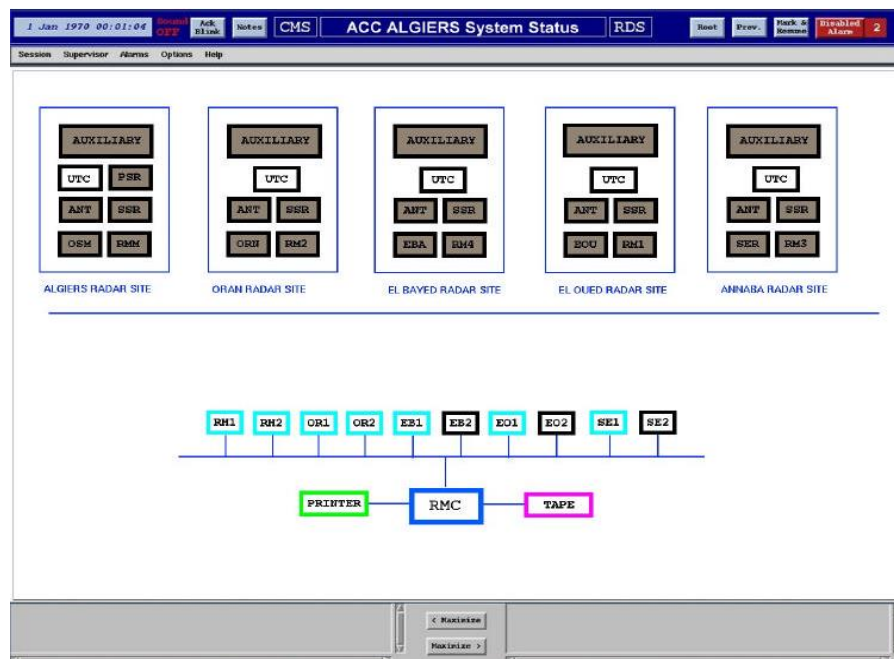 1 Jan 1970 00:01:04 Sound OFF Ack Blink Notes CMS ACC ALGIERS System Status RDS Root Prev. Mark & Remove Disabled Alarm 2
Session Supervisor Alarms Options Help
AUXILIARY AUXILIARY AUXILIARY AUXILIARY AUXILIARY
UTC PSR UTC UTC UTC UTC
ANT SSR ANT SSR ANT SSR ANT SSR ANT SSR
OSM RMM ORN RM2 EBA RM4 EOU RM1 SER RM3
ALGIERS RADAR SITE ORAN RADAR SITE EL BAYED RADAR SITE EL OUED RADAR SITE ANNABA RADAR SITE
RM1 RM2 OR1 OR2 EB1 EB2 EO1 EO2 SE1 SE2
PRINTER RMC TAPE
< Maximize
Maximize >